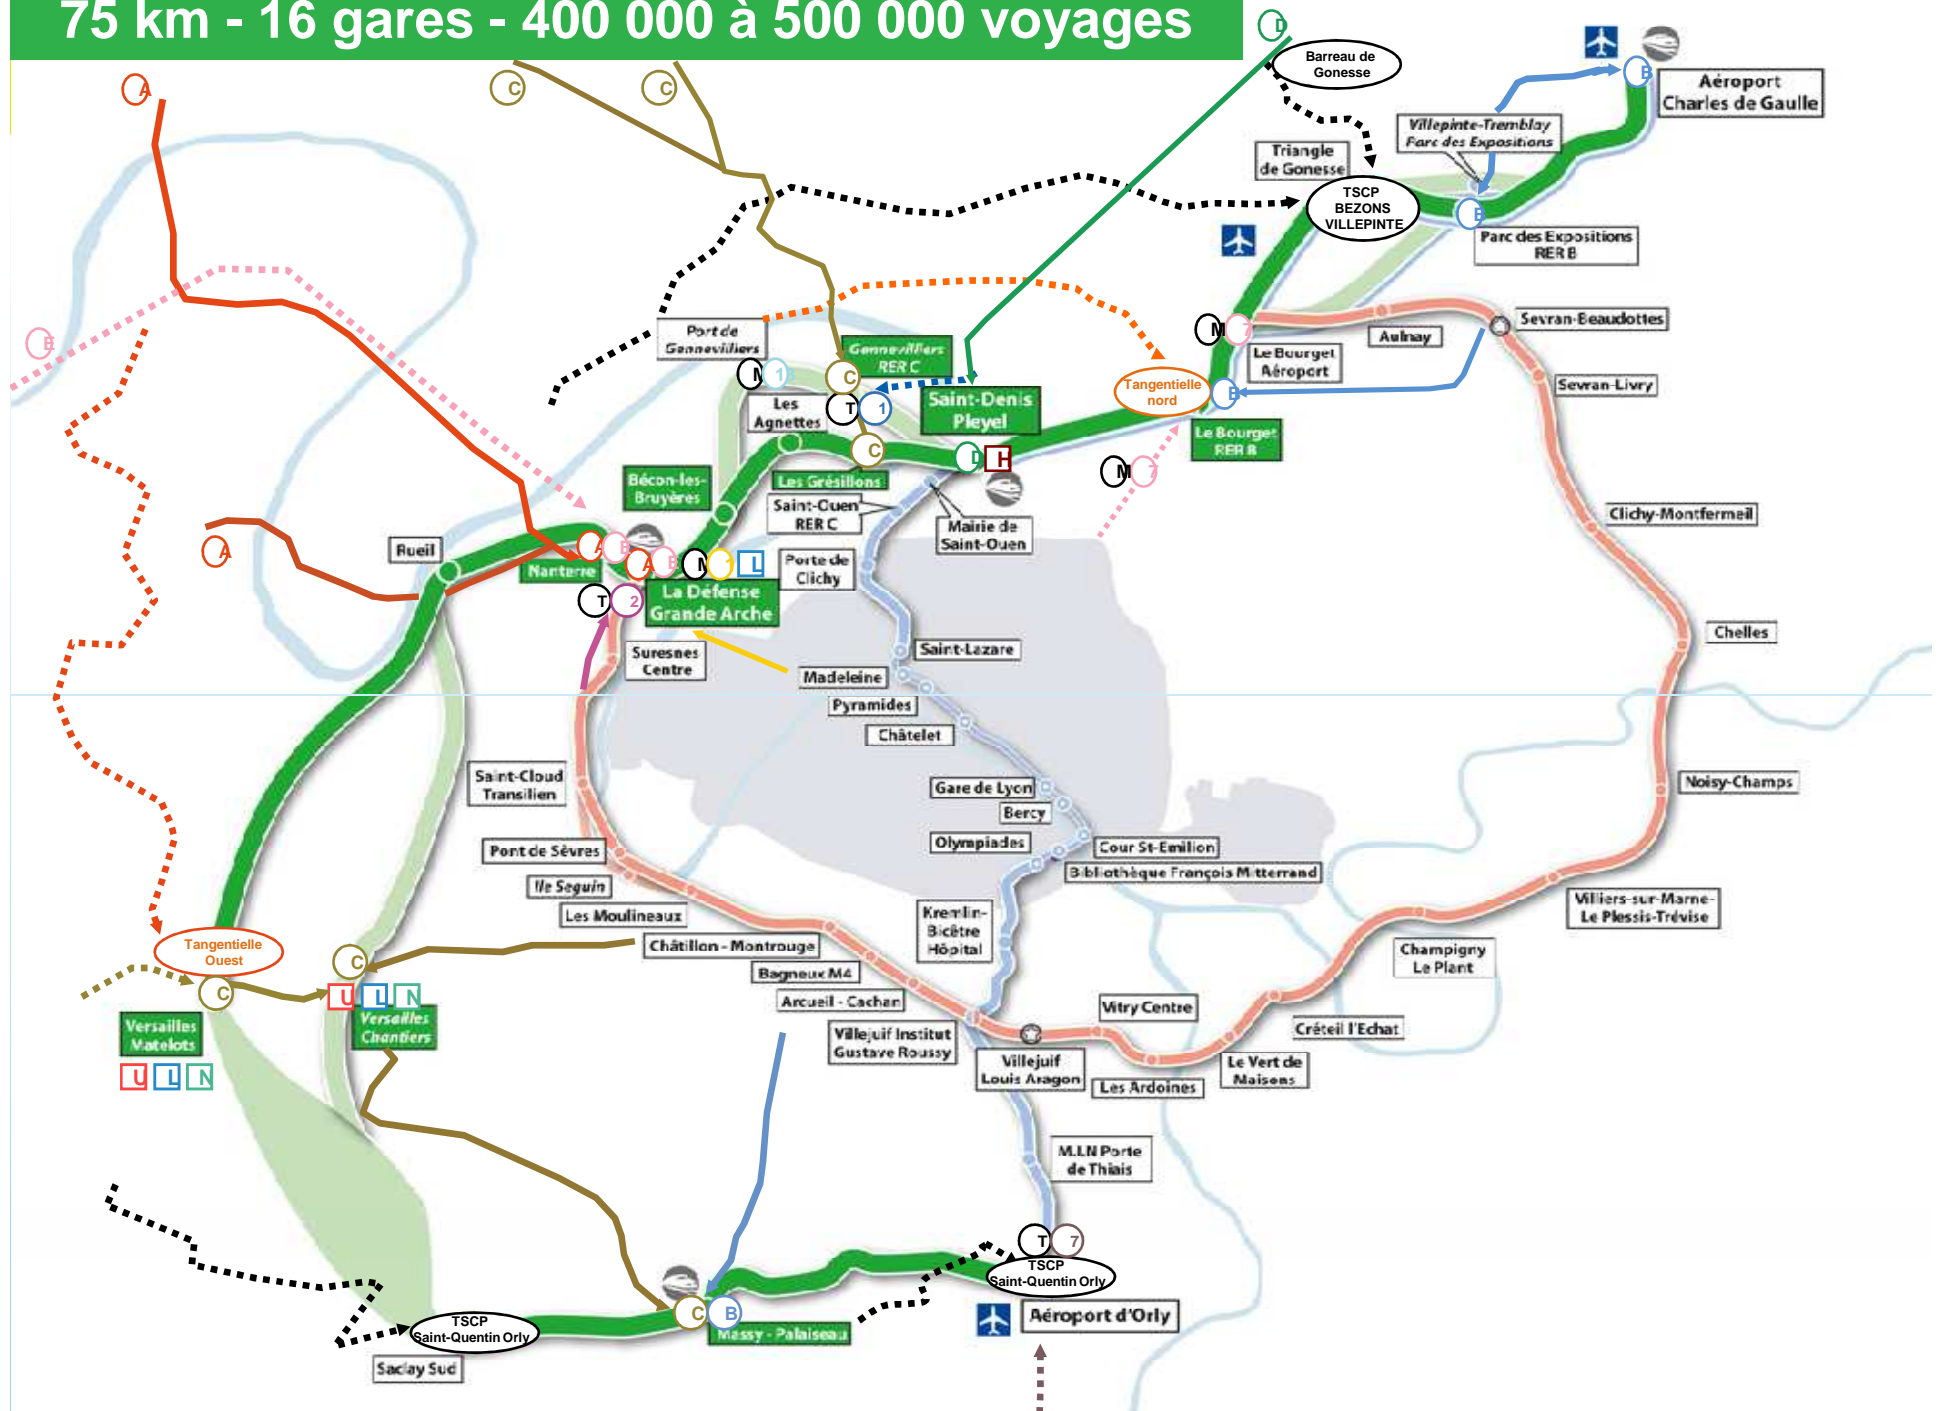 75 km - 16 gares - 400 000 à 500 000 voyages
D
Barreau de
Gonesse
B
Aéroport
Charles de Gaulle
A
C
C
Villepinte-Tremblay
Parc des Expositions
Triangle
de Gonesse
TSCP
BEZONS
VILLEPINTE
B
Parc des Expositions
RER B
E
Port de
Gennevilliers
Gennevilliers
RER C
M
7
Le Bourget
Aéroport
Aulnay
Sevran-Beaudottes
Sevran-Livry
M
C
Les
Agnettes
T
1
Saint-Denis
Pleyel
Tangentielle
nord
B
Le Bourget
RER B
M
7
C
D
H
Bécon-les-
Bruyères
Les Grésillons
Saint-Ouen
RER C
Mairie de
Saint-Ouen
Clichy-Montfermeil
A
Rueil
A
E
Nanterre
A
E
M
1
L
Porte de
Clichy
T
2
La Défense
Grande Arche
Suresnes
Centre
Saint-Lazare
Chelles
Madeleine
Pyramides
Châtelet
Saint-Cloud
Transilien
Gare de Lyon
Bercy
Noisy-Champs
Pont de Sèvres
Olympiades
Cour St-Emilion
Bibliothèque François Mitterrand
Ile Seguin
Les Moulineaux
Kremlin-
Bicêtre
Hôpital
Villiers-sur-Marne-
Le Plessis-Trévise
Tangentielle
Ouest
C
C
Châtillon - Montrouge
Bagneux M4
Arcueil - Cachan
Champigny
Le Plant
U
L
N
Versailles
Chantiers
Versailles
Matelots
U
L
N
Villejuif Institut
Gustave Roussy
Vitry Centre
Créteil l'Echat
Villejuif
Louis Aragon
Les Ardoines
Le Vert de
Maisons
M.I.N Porte
de Thiais
T
7
TSCP
Saint-Quentin Orly
Aéroport d'Orly
C
B
Massy - Palaiseau
TSCP
Saint-Quentin Orly
Saclay Sud